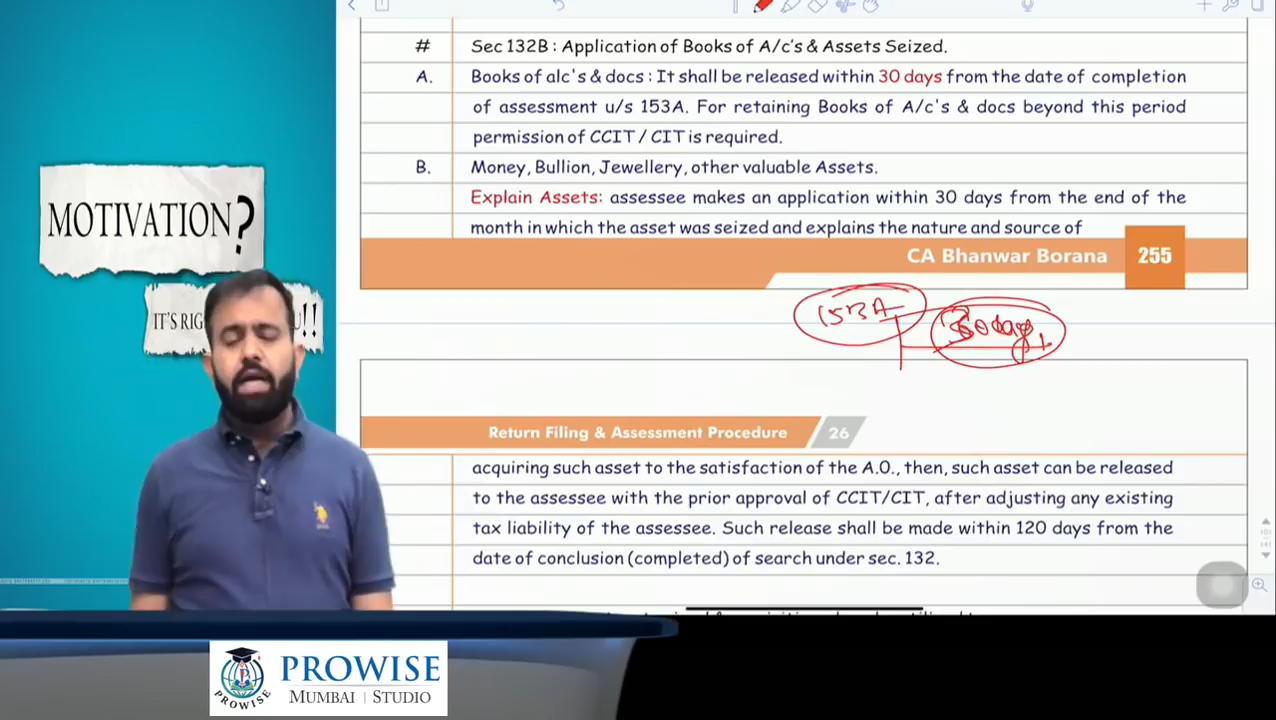 # Sec 132B : Application of Books of A/c's & Assets Seized.
A. Books of alc's & docs : It shall be released within 30 days from the date of completion
of assessment u/s 153A. For retaining Books of A/c's & docs beyond this period
permission of CCIT / CIT is required.
B. Money, Bullion, Jewellery, other valuable Assets.
Explain Assets: assessee makes an application within 30 days from the end of the
month in which the asset was seized and explains the nature and source of
CA Bhanwar Borana 255
153A 30 days
Return Filing & Assessment Procedure 26
acquiring such asset to the satisfaction of the A.O., then, such asset can be released
to the assessee with the prior approval of CCIT/CIT, after adjusting any existing
tax liability of the assessee. Such release shall be made within 120 days from the
date of conclusion (completed) of search under sec. 132.
MOTIVATION?
IT'S RIG U!!
PROWISE
MUMBAI | STUDIO
PROWISE